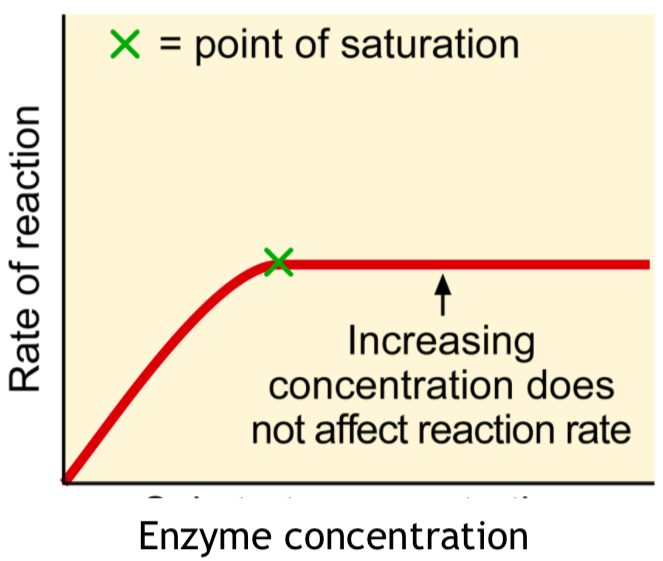 × = point of saturation
Rate of reaction
Increasing
concentration does
not affect reaction rate
Enzyme concentration